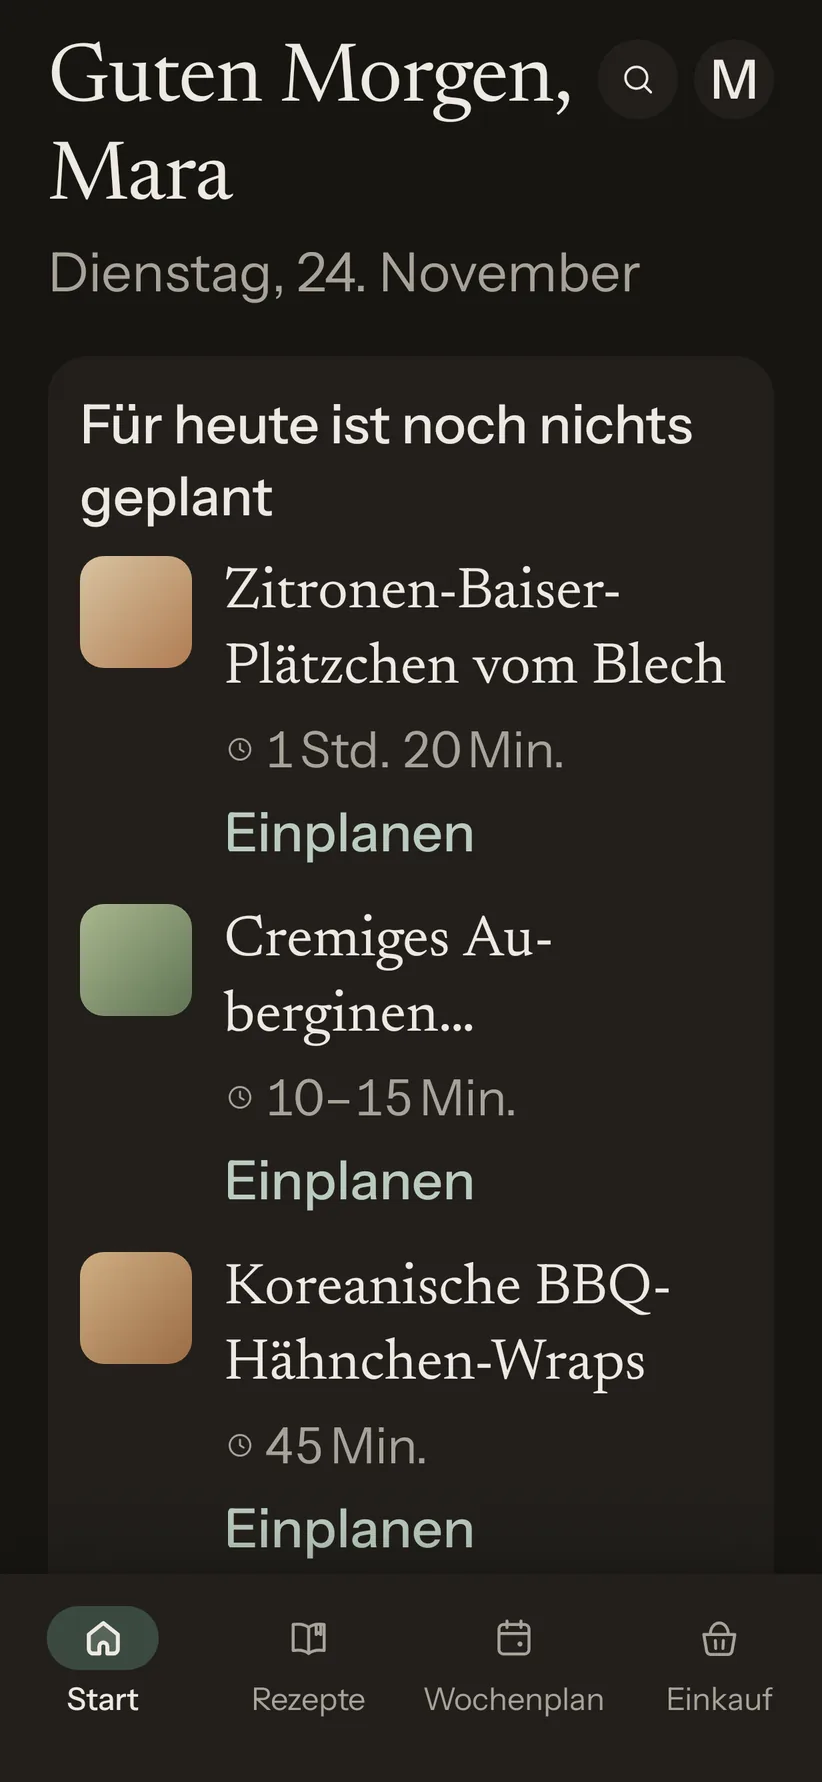 Guten Morgen,
Mara
M
Dienstag, 24. November
Für heute ist noch nichts
geplant
Zitronen-Baiser-
Plätzchen vom Blech
1 Std. 20 Min.
Einplanen
Cremiges Au-
berginen…
10–15 Min.
Einplanen
Koreanische BBQ-
Hähnchen-Wraps
45 Min.
Einplanen
Start
Rezepte
Wochenplan
Einkauf